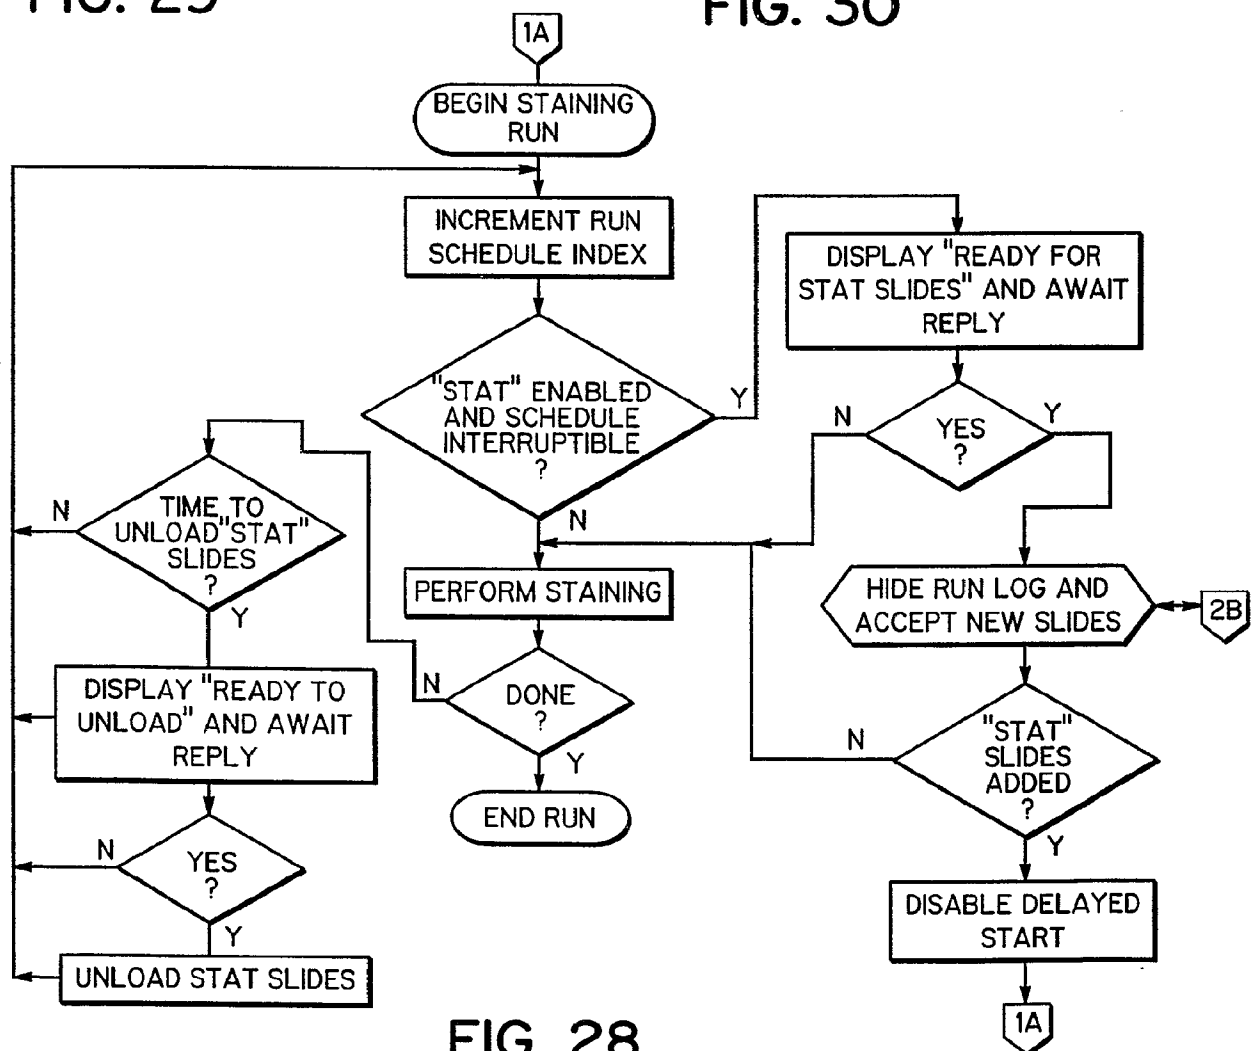 FIG. 29
FIG. 30
1A
BEGIN STAINING
RUN
INCREMENT RUN
SCHEDULE INDEX
"STAT" ENABLED
AND SCHEDULE
INTERRUPTIBLE
?
Y
N
DISPLAY "READY FOR
STAT SLIDES" AND AWAIT
REPLY
YES
?
N
Y
HIDE RUN LOG AND
ACCEPT NEW SLIDES
2B
"STAT"
SLIDES
ADDED
?
N
Y
DISABLE DELAYED
START
1A
PERFORM STAINING
DONE
?
N
Y
END RUN
TIME TO
UNLOAD "STAT"
SLIDES
?
N
Y
DISPLAY "READY TO
UNLOAD" AND AWAIT
REPLY
YES
?
N
Y
UNLOAD STAT SLIDES
FIG. 28